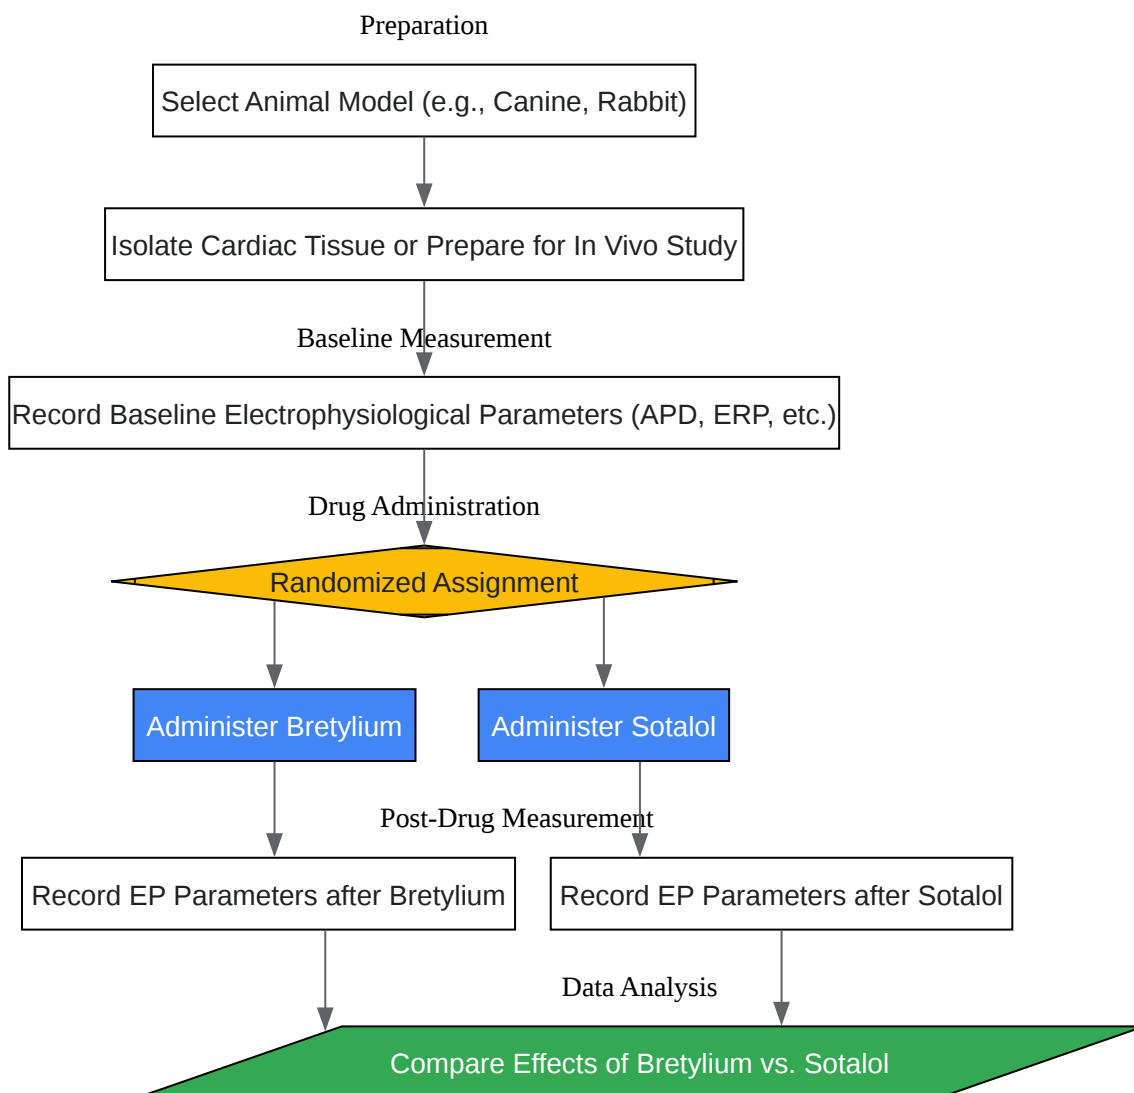 Preparation
Select Animal Model (e.g., Canine, Rabbit)
Isolate Cardiac Tissue or Prepare for In Vivo Study
Baseline Measurement
Record Baseline Electrophysiological Parameters (APD, ERP, etc.)
Drug Administration
Randomized Assignment
Administer Bretylium
Administer Sotalol
Post-Drug Measurement
Record EP Parameters after Bretylium
Record EP Parameters after Sotalol
Data Analysis
Compare Effects of Bretylium vs. Sotalol